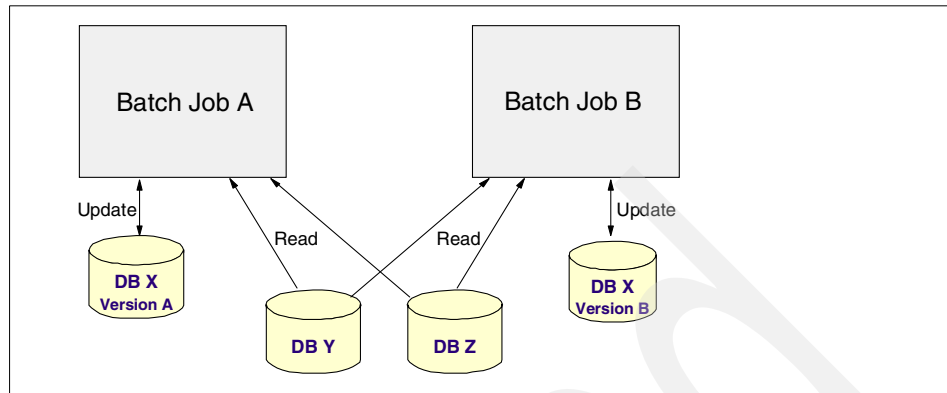 Batch Job A
Batch Job B
Update
Read
Read
Update
DB X
Version A
DB X
Version B
DB Y
DB Z